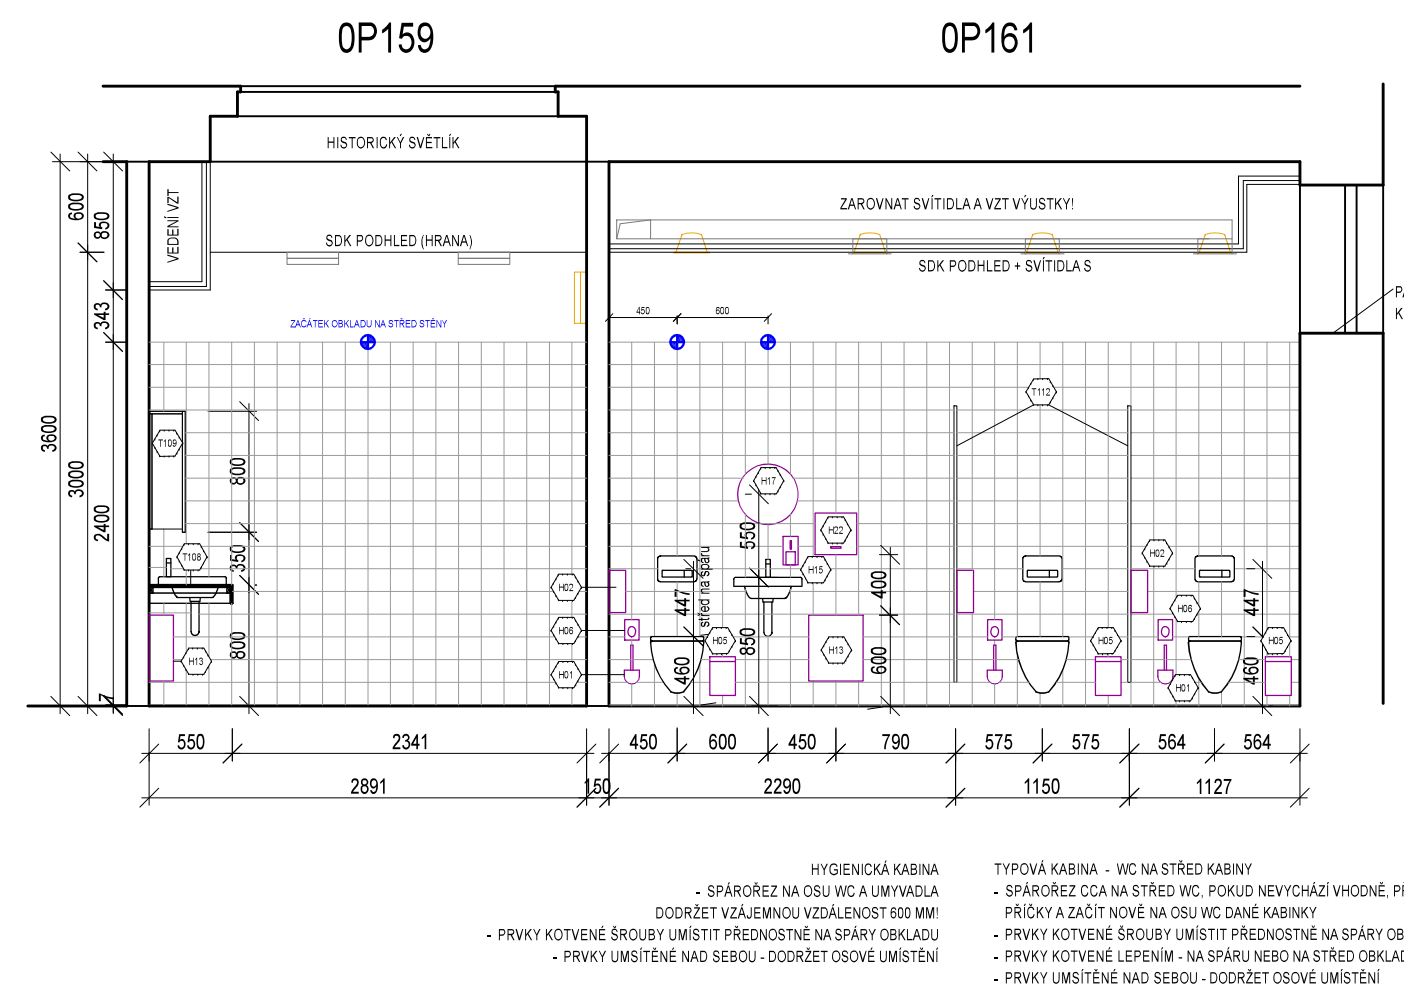 0P159
0P161
HISTORICKÝ SVĚTLÍK
VEDENÍ VZT
ZAROVNAT SVÍTIDLA A VZT VÝUSTKY!
SDK PODHLED (HRANA)
SDK PODHLED + SVÍTIDLA S
ZAČÁTEK OBKLADU NA STŘED STĚNY
450
600
600
850
343
3600
3000
2400
7
T109
T108
T112
800
350
800
H13
H02
H06
H01
H17
H22
H15
H13
H05
550
850
střed na spáru
447
460
400
600
H05
H02
H06
H01
H05
447
460
550
2341
450
600
450
790
575
575
564
564
2891
150
2290
1150
1127
HYGIENICKÁ KABINA
- SPÁROŘEZ NA OSU WC A UMYVADLA
DODRŽET VZÁJEMNOU VZDÁLENOST 600 MM!
- PRVKY KOTVENÉ ŠROUBY UMÍSTIT PŘEDNOSTNĚ NA SPÁRY OBKLADU
- PRVKY UMSÍTĚNÉ NAD SEBOU - DODRŽET OSOVÉ UMÍSTĚNÍ
TYPOVÁ KABINA - WC NA STŘED KABINY
- SPÁROŘEZ CCA NA STŘED WC, POKUD NEVYCHÁZÍ VHODNĚ,
PŘÍČKY A ZAČÍT NOVĚ NA OSU WC DANÉ KABINKY
- PRVKY KOTVENÉ ŠROUBY UMÍSTIT PŘEDNOSTNĚ NA SPÁRY OB
- PRVKY KOTVENÉ LEPENÍM - NA SPÁRU NEBO NA STŘED OBKLAD
- PRVKY UMSÍTĚNÉ NAD SEBOU - DODRŽET OSOVÉ UMÍSTĚNÍ